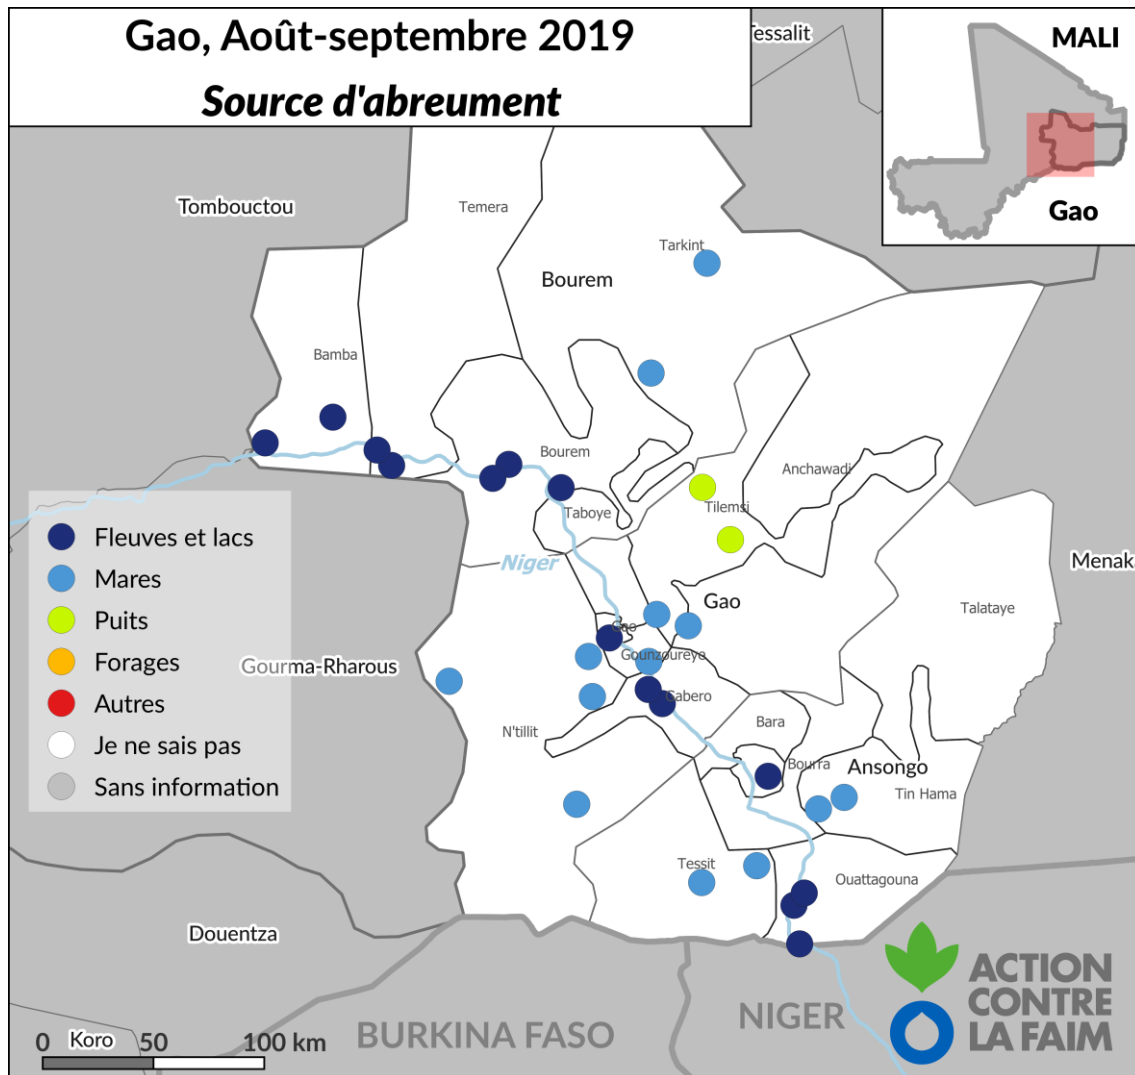 Gao, Août-septembre 2019
Source d'abreument
Tessalit
MALI
Gao
Tombouctou
Temera
Tarkint
Bourem
Bamba
Bourem
Anchawadi
Taboye
Tilemsi
Niger
Menaka
Gao
Talataye
Gao
Gounzoureye
Gourma-Rharous
Gabero
N'tillit
Bara
Bourra
Ansongo
Tin Hama
Tessit
Ouattagouna
Fleuves et lacs
Mares
Puits
Forages
Autres
Je ne sais pas
Sans information
Douentza
Koro
0 50 100 km
BURKINA FASO
NIGER
ACTION
CONTRE
LA FAIM